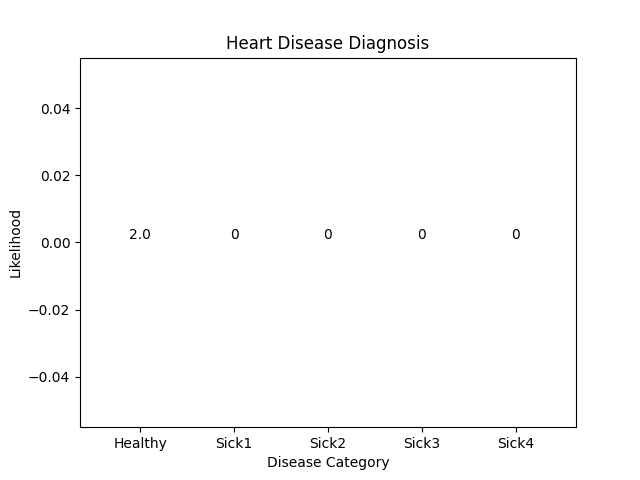 Heart Disease Diagnosis
Likelihood
0.04
0.02
0.00
−0.02
−0.04
2.0 0 0 0 0
Healthy Sick1 Sick2 Sick3 Sick4
Disease Category